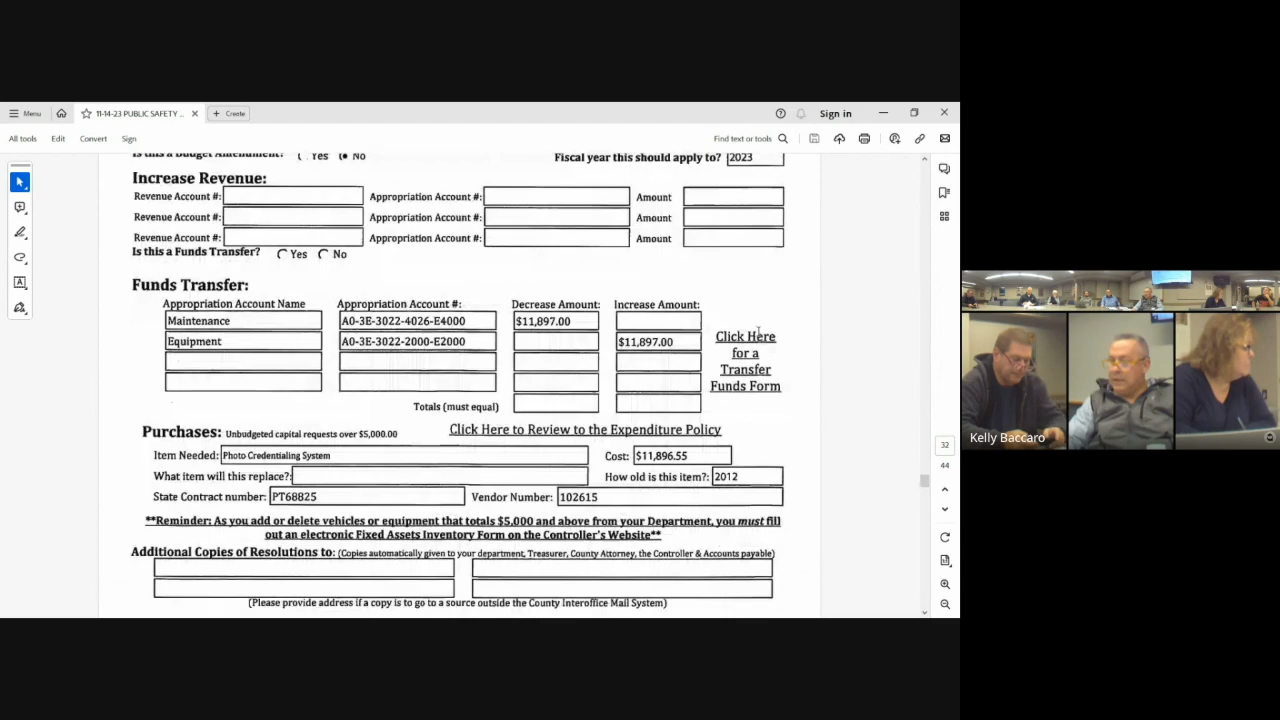 Menu
11-14-23 PUBLIC SAFETY ...
Create
Sign in
All tools Edit Convert Sign
Find text or tools
Is this a Budget Amendment? Yes No Fiscal year this should apply to? 2023
Increase Revenue:
Revenue Account #: Appropriation Account #: Amount
Revenue Account #: Appropriation Account #: Amount
Revenue Account #: Appropriation Account #: Amount
Is this a Funds Transfer? Yes No
Funds Transfer:
Appropriation Account Name Appropriation Account #: Decrease Amount: Increase Amount:
Maintenance A0-3E-3022-4026-E4000 $11,897.00
Equipment A0-3E-3022-2000-E2000 $11,897.00
Click Here
for a
Transfer
Funds Form
Totals (must equal)
Purchases: Unbudgeted capital requests over $5,000.00 Click Here to Review to the Expenditure Policy
Item Needed: Photo Credentialing System Cost: $11,896.55
What item will this replace?: How old is this item?: 2012
State Contract number: PT68825 Vendor Number: 102615
**Reminder: As you add or delete vehicles or equipment that totals $5,000 and above from your Department, you must fill
out an electronic Fixed Assets Inventory Form on the Controller's Website**
Additional Copies of Resolutions to: (Copies automatically given to your department, Treasurer, County Attorney, the Controller & Accounts payable)
(Please provide address if a copy is to go to a source outside the County Interoffice Mail System)
32
44
Kelly Baccaro